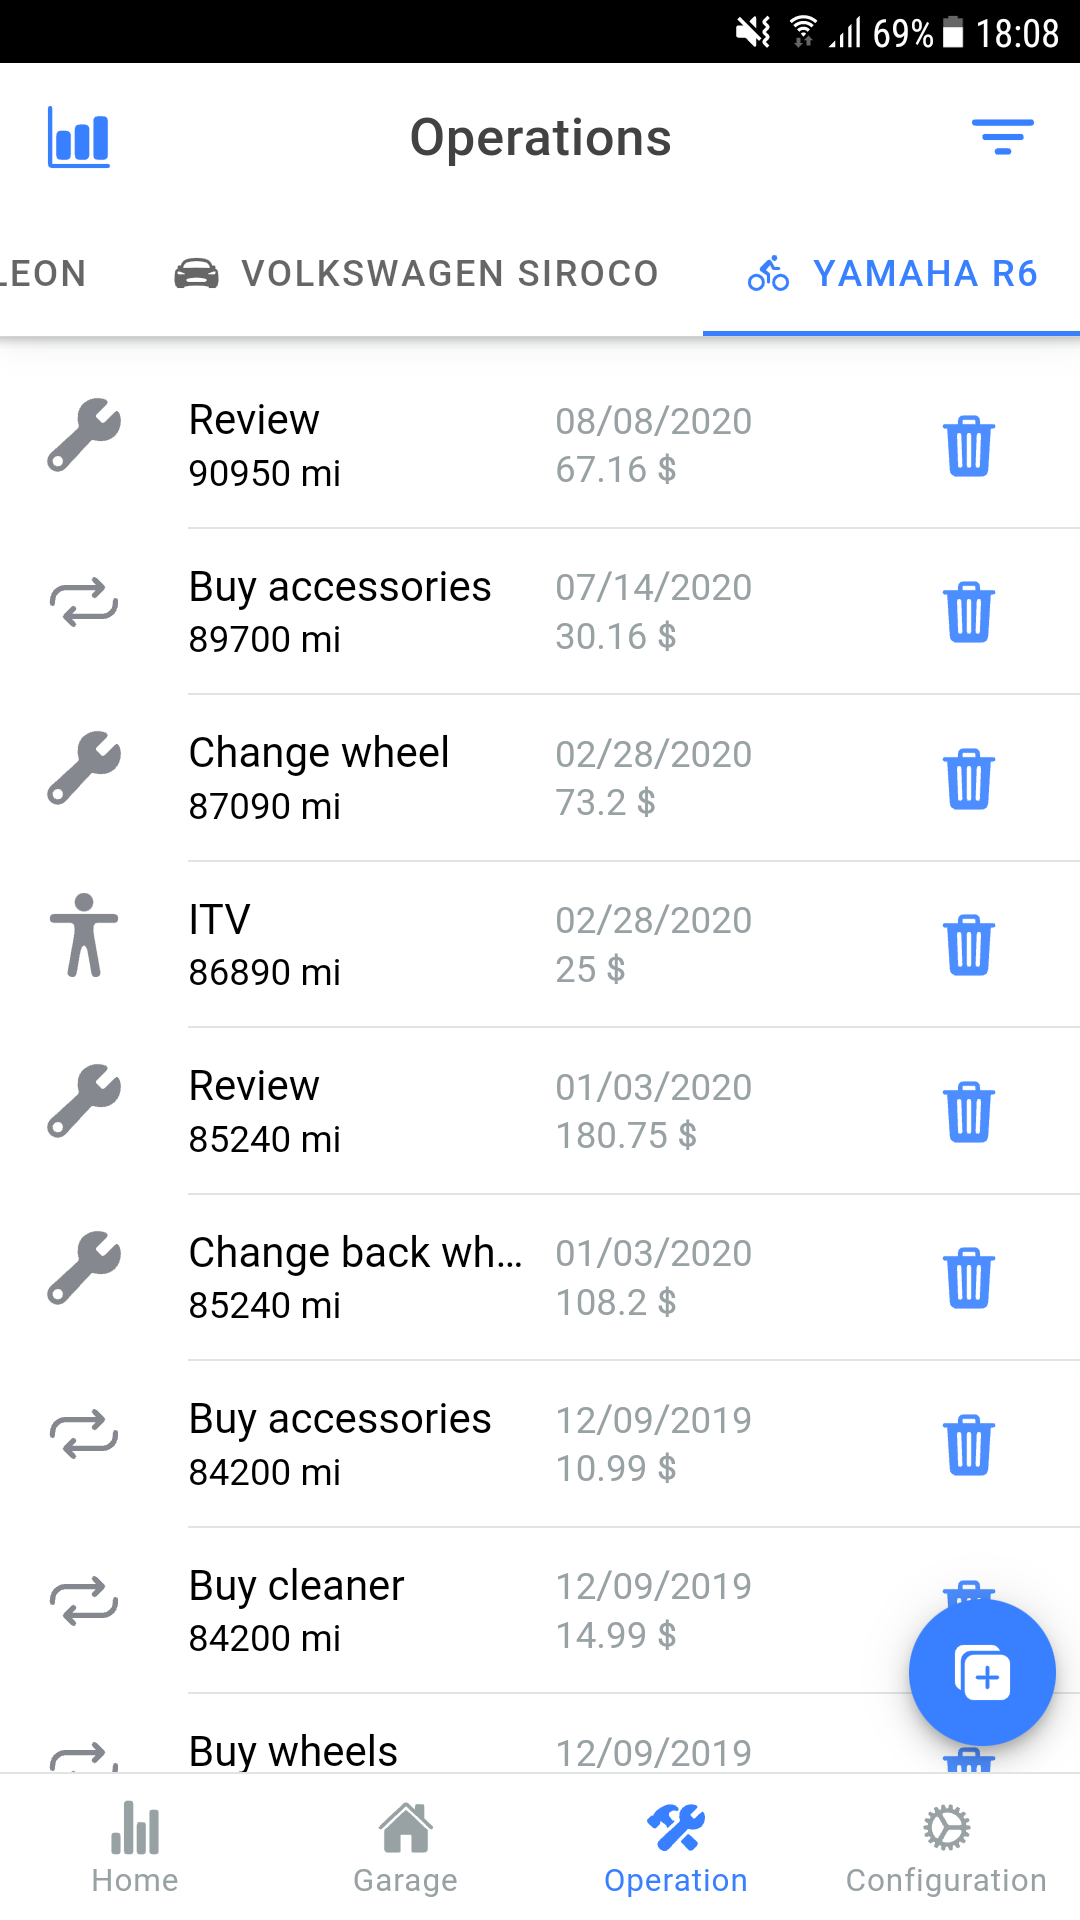 69% 18:08
Operations
LEON VOLKSWAGEN SIROCO YAMAHA R6
Review 08/08/2020
90950 mi 67.16 $
Buy accessories 07/14/2020
89700 mi 30.16 $
Change wheel 02/28/2020
87090 mi 73.2 $
ITV 02/28/2020
86890 mi 25 $
Review 01/03/2020
85240 mi 180.75 $
Change back wh... 01/03/2020
85240 mi 108.2 $
Buy accessories 12/09/2019
84200 mi 10.99 $
Buy cleaner 12/09/2019
84200 mi 14.99 $
Buy wheels 12/09/2019
Home Garage Operation Configuration